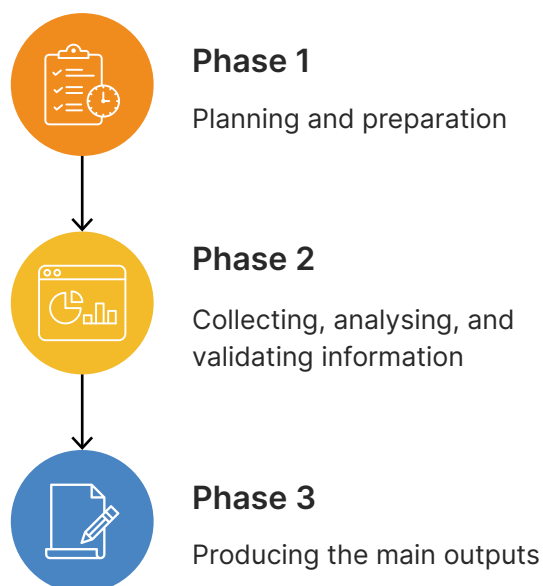 Phase 1
Planning and preparation
Phase 2
Collecting, analysing, and
validating information
Phase 3
Producing the main outputs